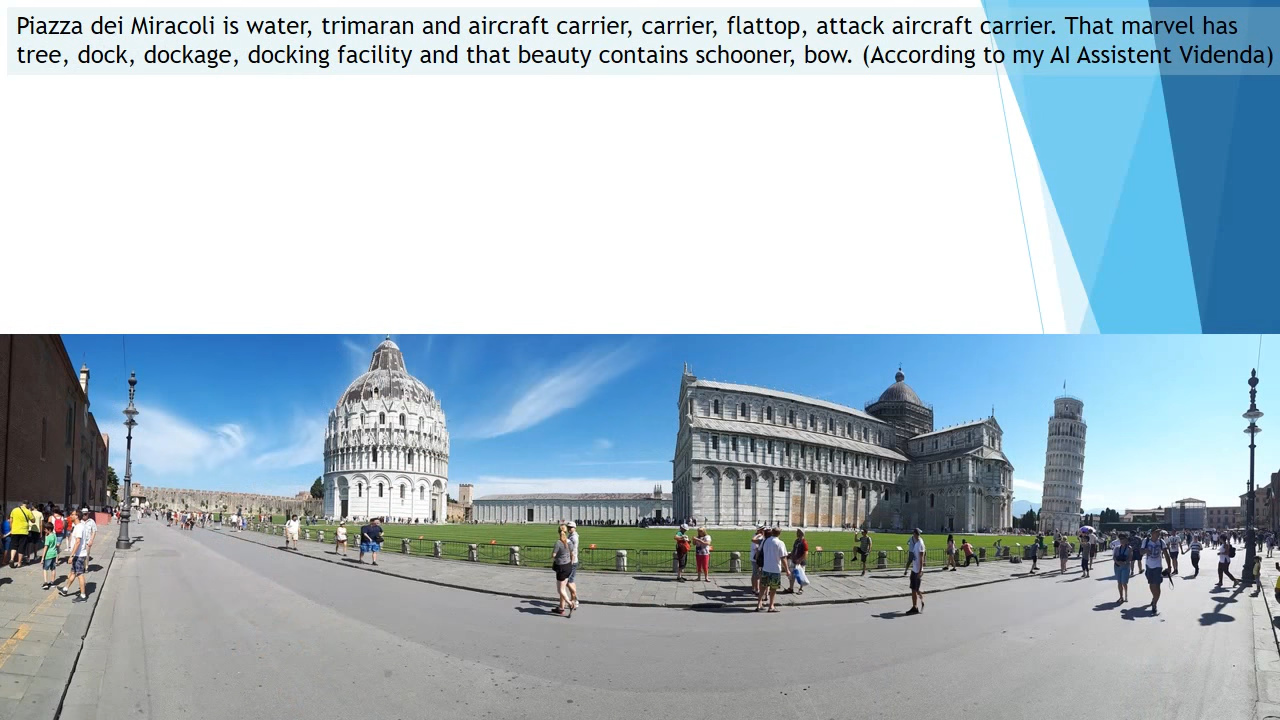 Piazza dei Miracoli is water, trimaran and aircraft carrier, carrier, flattop, attack aircraft carrier. That marvel has
tree, dock, dockage, docking facility and that beauty contains schooner, bow. (According to my AI Assistent Videnda)